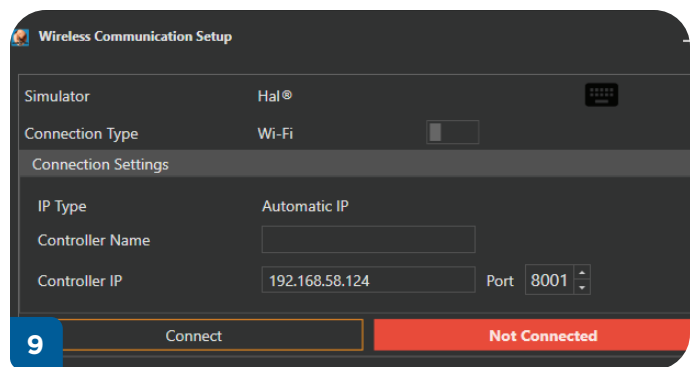 Wireless Communication Setup
Simulator Hal®
Connection Type Wi-Fi
Connection Settings
IP Type Automatic IP
Controller Name
Controller IP 192.168.58.124 Port 8001
9 Connect Not Connected